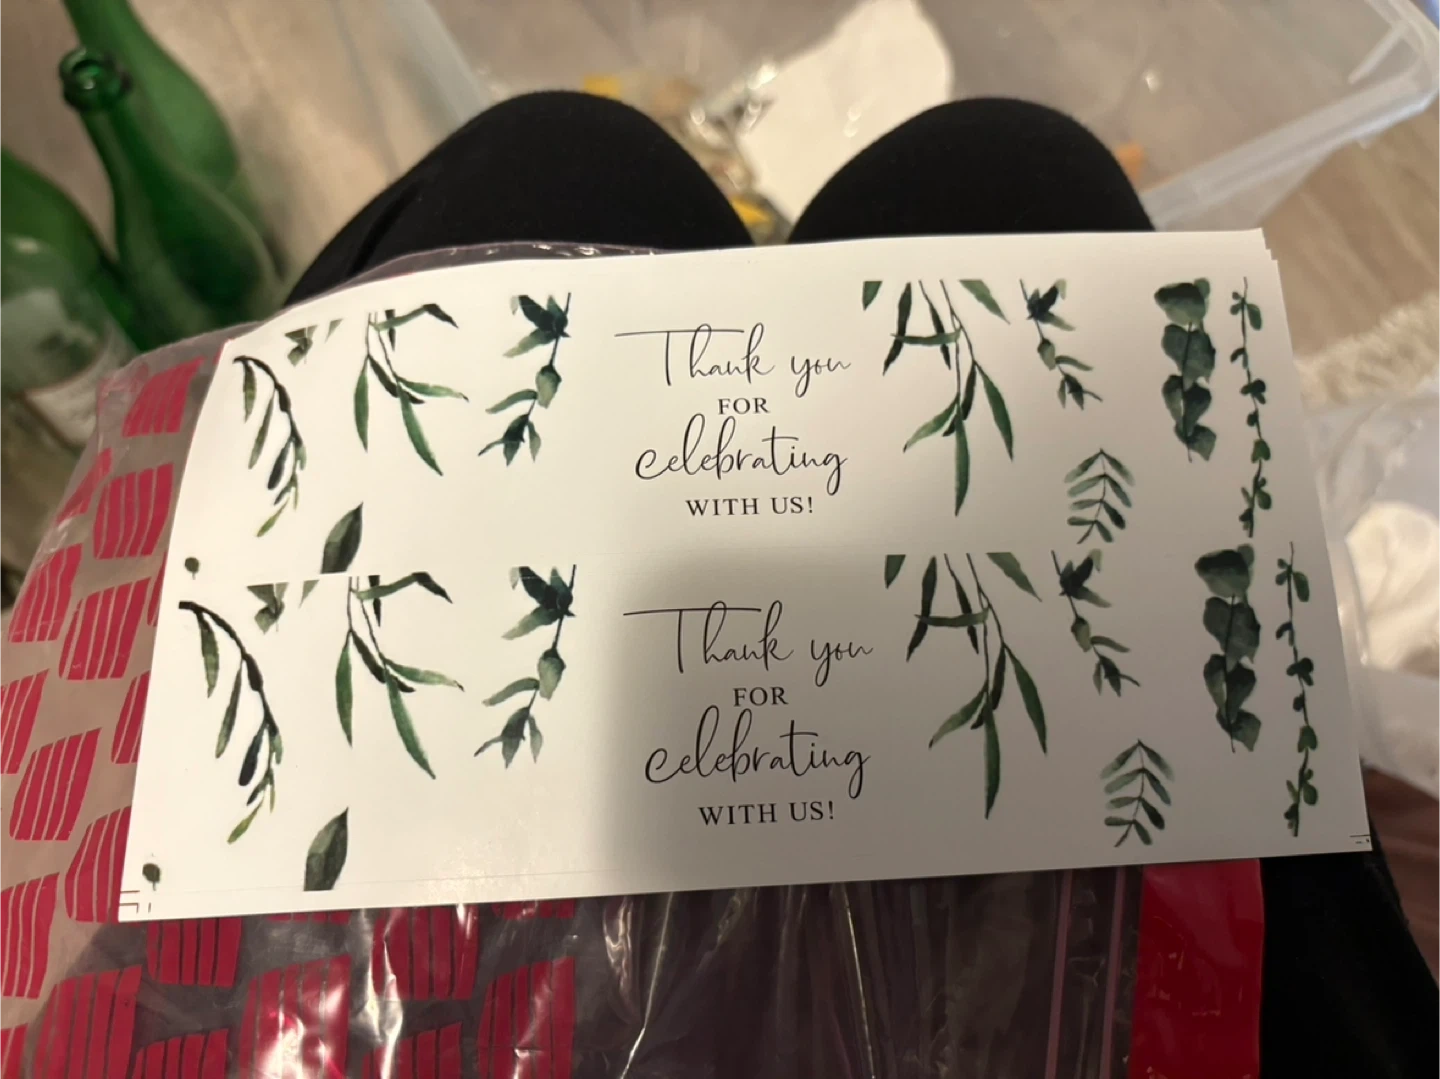 Thank you
FOR
celebrating
WITH US!
Thank you
FOR
celebrating
WITH US!